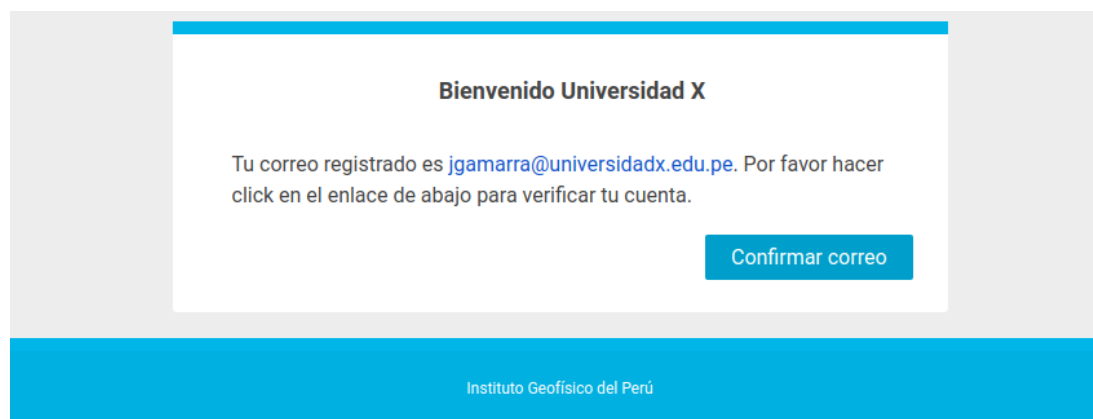 Bienvenido Universidad X
Tu correo registrado es jgamarra@universidadx.edu.pe. Por favor hacer
click en el enlace de abajo para verificar tu cuenta.
Confirmar correo
Instituto Geofísico del Perú